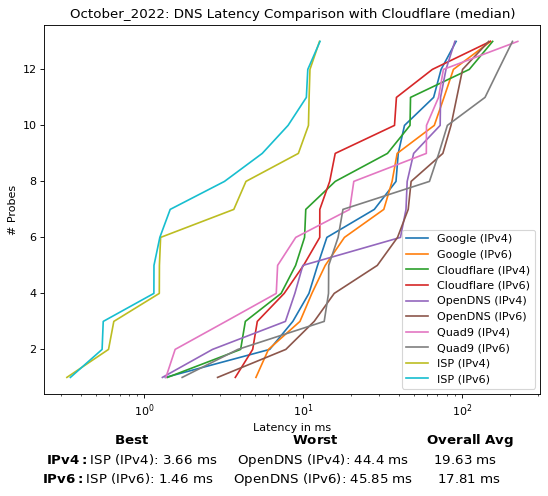 October_2022: DNS Latency Comparison with Cloudflare (median)
12
10
8
6
4
2
# Probes
Google (IPv4)
Google (IPv6)
Cloudflare (IPv4)
Cloudflare (IPv6)
OpenDNS (IPv4)
OpenDNS (IPv6)
Quad9 (IPv4)
Quad9 (IPv6)
ISP (IPv4)
ISP (IPv6)
10⁰ 10¹ 10²
Latency in ms
Best Worst Overall Avg
IPv4: ISP (IPv4): 3.66 ms OpenDNS (IPv4): 44.4 ms 19.63 ms
IPv6: ISP (IPv6): 1.46 ms OpenDNS (IPv6): 45.85 ms 17.81 ms